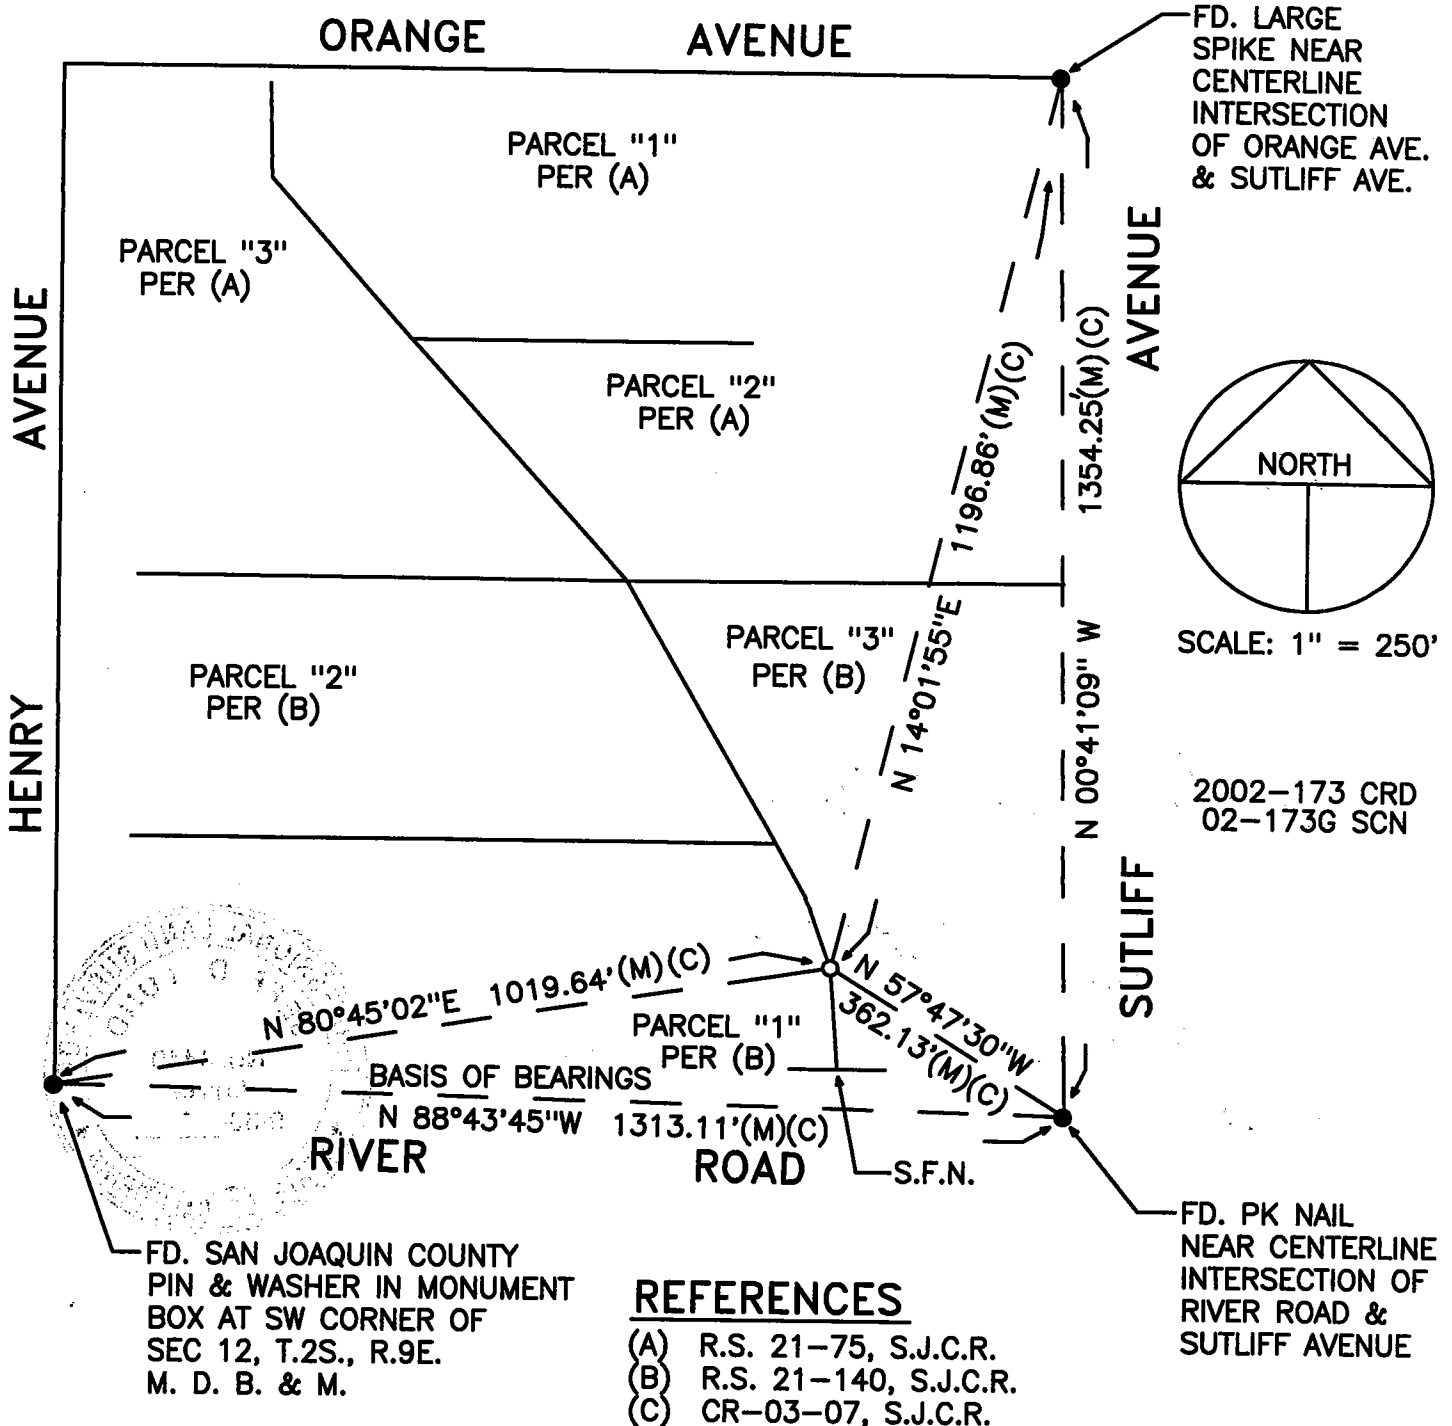 ORANGE AVENUE
FD. LARGE
SPIKE NEAR
CENTERLINE
INTERSECTION
OF ORANGE AVE.
& SUTLIFF AVE.
PARCEL "1"
PER (A)
PARCEL "3"
PER (A)
HENRY AVENUE
PARCEL "2"
PER (A)
1196.86'(M)(C)
N 14°01'55"E
SUTLIFF AVENUE
1354.25'(M)(C)
N 00°41'09" W
NORTH
SCALE: 1" = 250'
PARCEL "3"
PER (B)
PARCEL "2"
PER (B)
2002-173 CRD
02-173G SCN
N 80°45'02"E 1019.64'(M)(C)
N 57°47'30"W
362.13'(M)(C)
PARCEL "1"
PER (B)
BASIS OF BEARINGS
N 88°43'45"W 1313.11'(M)(C)
RIVER ROAD
S.F.N.
FD. SAN JOAQUIN COUNTY
PIN & WASHER IN MONUMENT
BOX AT SW CORNER OF
SEC 12, T.2S., R.9E.
M. D. B. & M.
FD. PK NAIL
NEAR CENTERLINE
INTERSECTION OF
RIVER ROAD &
SUTLIFF AVENUE
REFERENCES
(A) R.S. 21-75, S.J.C.R.
(B) R.S. 21-140, S.J.C.R.
(C) CR-03-07, S.J.C.R.